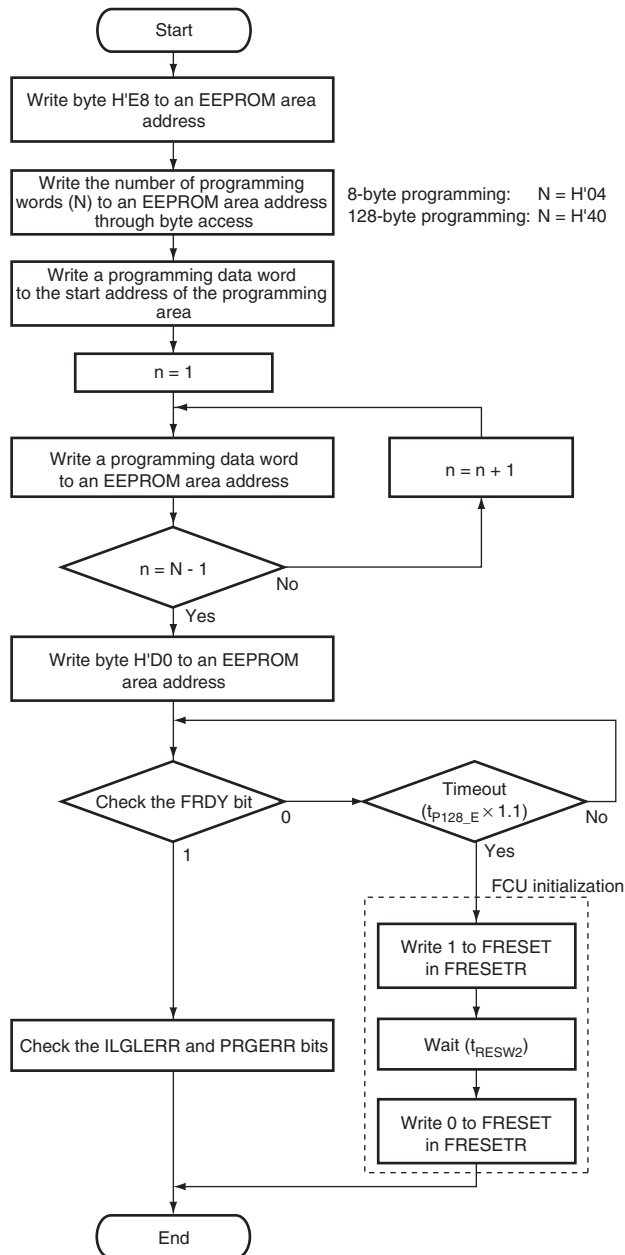 Start
Write byte H'E8 to an EEPROM area
address
Write the number of programming
words (N) to an EEPROM area address
through byte access
8-byte programming: N = H'04
128-byte programming: N = H'40
Write a programming data word
to the start address of the programming
area
n = 1
Write a programming data word
to an EEPROM area address
n = n + 1
n = N - 1
No
Yes
Write byte H'D0 to an EEPROM
area address
Check the FRDY bit
0
1
Timeout
(tP128_E × 1.1)
No
Yes
FCU initialization
Write 1 to FRESET
in FRESETR
Check the ILGLERR and PRGERR bits
Wait (tRESW2)
Write 0 to FRESET
in FRESETR
End